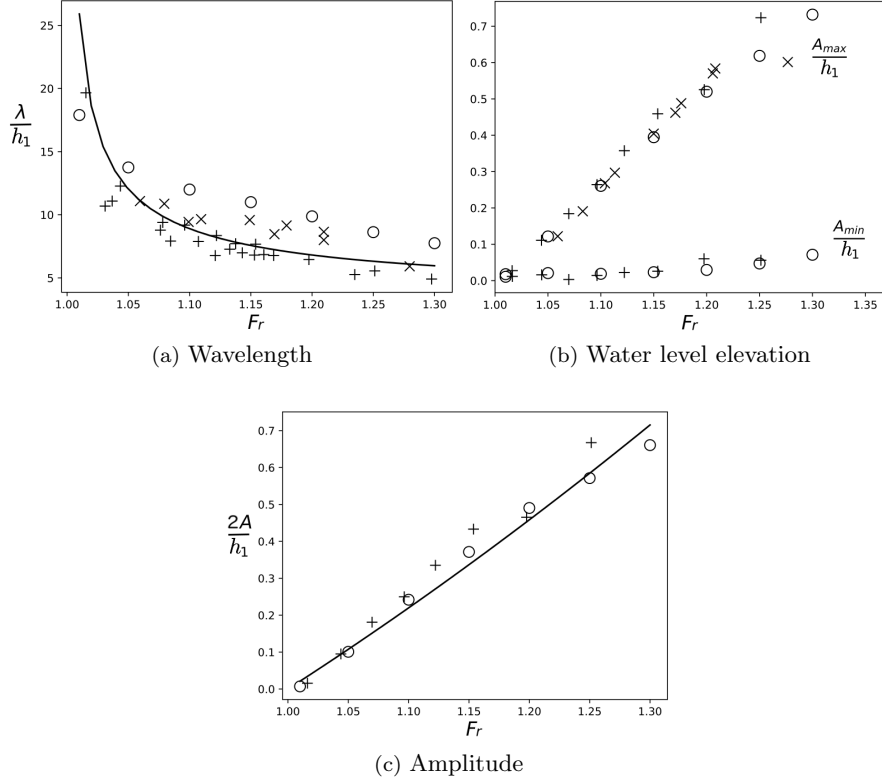 25
20
15
10
5
λ/h₁
1.00 1.05 1.10 1.15 1.20 1.25 1.30
Fr
(a) Wavelength
0.7
0.6
0.5
0.4
0.3
0.2
0.1
0.0
A_max/h₁
A_min/h₁
1.00 1.05 1.10 1.15 1.20 1.25 1.30 1.35
Fr
(b) Water level elevation
0.7
0.6
0.5
0.4
0.3
0.2
0.1
0.0
2A/h₁
1.00 1.05 1.10 1.15 1.20 1.25 1.30
Fr
(c) Amplitude